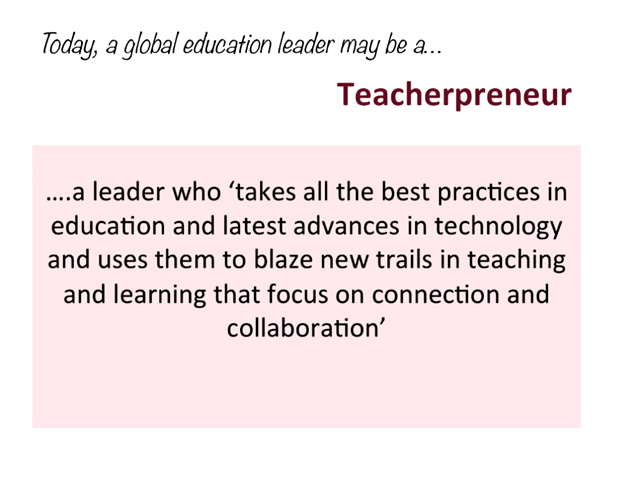 Today, a global education leader may be a...
Teacherpreneur
....a leader who ‘takes all the best practices in
education and latest advances in technology
and uses them to blaze new trails in teaching
and learning that focus on connection and
collaboration’